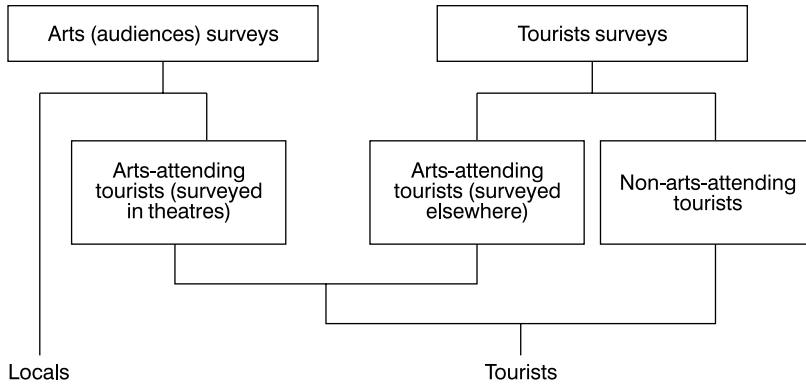 Arts (audiences) surveys
Tourists surveys
Arts-attending
tourists (surveyed
in theatres)
Arts-attending
tourists (surveyed
elsewhere)
Non-arts-attending
tourists
Locals
Tourists